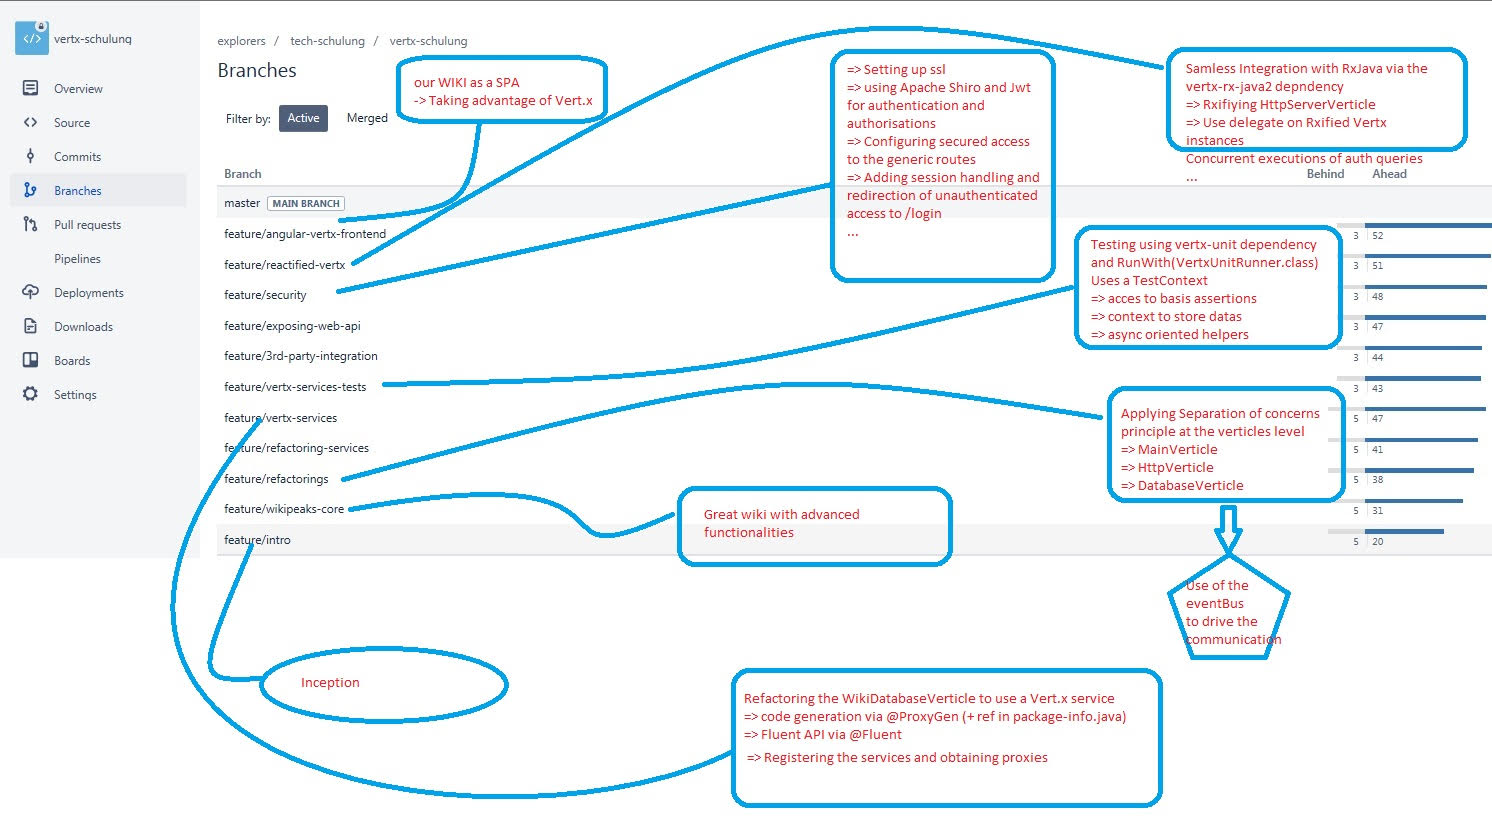 vertx-schulung
Overview
Source
Commits
Branches
Pull requests
Pipelines
Deployments
Downloads
Boards
Settings
explorers / tech-schulung / vertx-schulung
Branches
Filter by: Active Merged
our WIKI as a SPA
-> Taking advantage of Vert.x
=> Setting up ssl
=> using Apache Shiro and Jwt
for authentication and
authorisations
=> Configuring secured access
to the generic routes
=> Adding session handling and
redirection of unauthenticated
access to /login
...
Samless Integration with RxJava via the
vertx-rx-java2 depndency
=> Rxifiying HttpServerVerticle
=> Use delegate on Rxified Vertx
instances
Concurrent executions of auth queries
...
Branch Behind Ahead
master MAIN BRANCH
feature/angular-vertx-frontend 3 52
feature/reactified-vertx 3 51
feature/security 3 48
feature/exposing-web-api 3 47
feature/3rd-party-integration 3 44
feature/vertx-services-tests 3 43
feature/vertx-services 5 47
feature/refactoring-services 5 41
feature/refactorings 5 38
feature/wikipeaks-core 5 31
feature/intro 5 20
Testing using vertx-unit dependency
and RunWith(VertxUnitRunner.class)
Uses a TestContext
=> acces to basis assertions
=> context to store datas
=> async oriented helpers
Applying Separation of concerns
principle at the verticles level
=> MainVerticle
=> HttpVerticle
=> DatabaseVerticle
Great wiki with advanced
functionalities
Use of the
eventBus
to drive the
communication
Inception
Refactoring the WikiDatabaseVerticle to use a Vert.x service
=> code generation via @ProxyGen (+ ref in package-info.java)
=> Fluent API via @Fluent
=> Registering the services and obtaining proxies